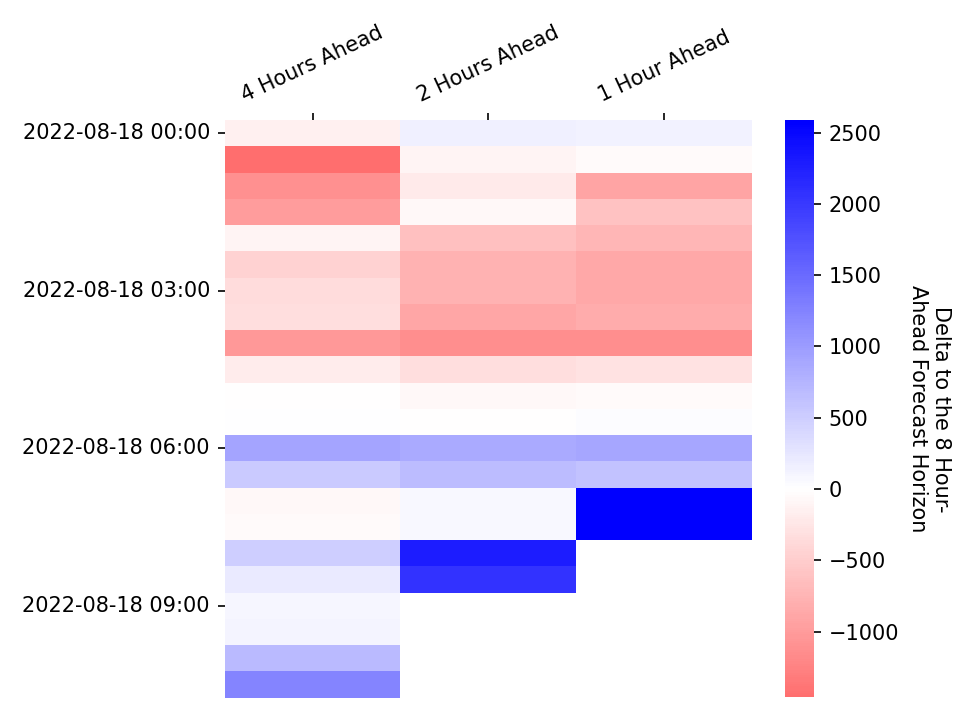 4 Hours Ahead
2 Hours Ahead
1 Hour Ahead
2022-08-18 00:00
2022-08-18 03:00
2022-08-18 06:00
2022-08-18 09:00
2500
2000
1500
1000
500
0
−500
−1000
Delta to the 8 Hour-
Ahead Forecast Horizon